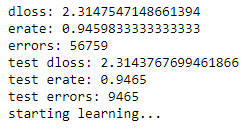 dloss: 2.3147547148661394
erate: 0.9459833333333333
errors: 56759
test dloss: 2.3143767699461866
test erate: 0.9465
test errors: 9465
starting learning...